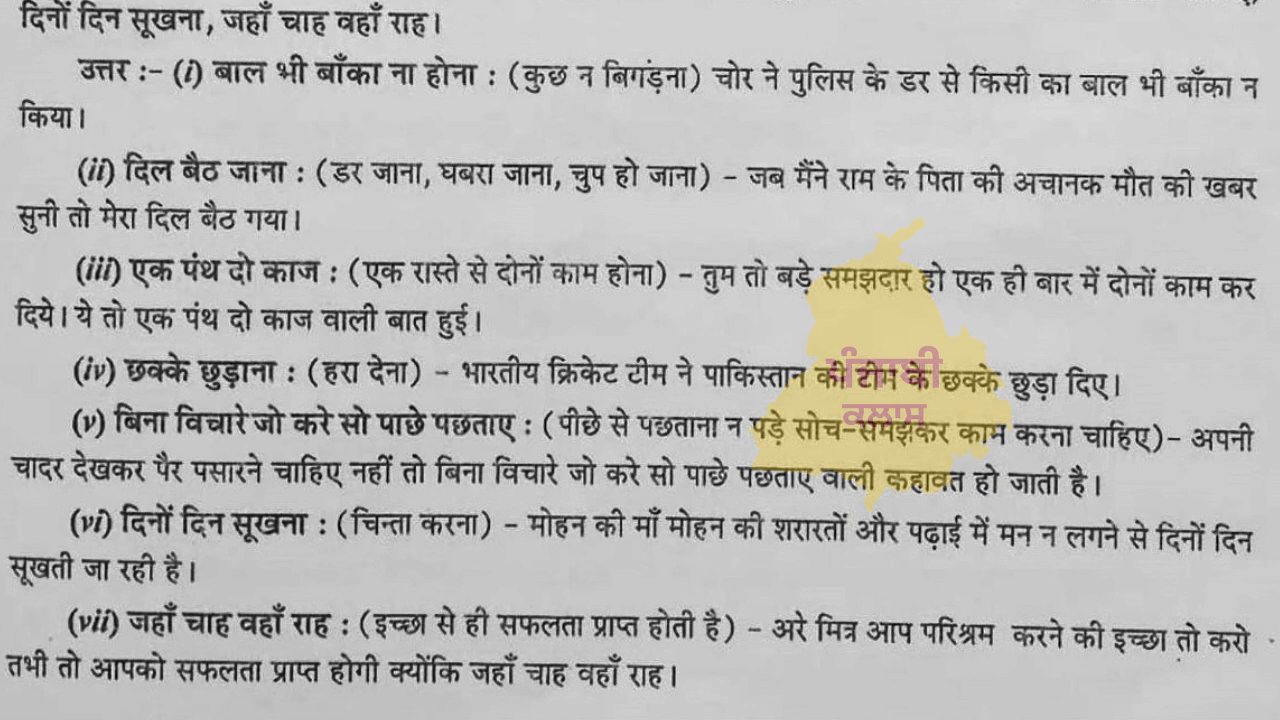 दिनों दिन सूखना, जहाँ चाह वहाँ राह।
उत्तर :- (i) बाल भी बाँका ना होना : (कुछ न बिगंड़ना) चोर ने पुलिस के डर से किसी का बाल भी बाँका न
किया।
(ii) दिल बैठ जाना : (डर जाना, घबरा जाना, चुप हो जाना) - जब मैंने राम के पिता की अचानक मौत की खबर
सुनी तो मेरा दिल बैठ गया।
(iii) एक पंथ दो काज : (एक रास्ते से दोनों काम होना) - तुम तो बड़े समझदार हो एक ही बार में दोनों काम कर
दिये। ये तो एक पंथ दो काज वाली बात हुई।
(iv) छक्के छुड़ाना : (हरा देना) - भारतीय क्रिकेट टीम ने पाकिस्तान की टीम के छक्के छुड़ा दिए।
ਪੰਜਾਬੀ
ਕਲਾਸ
(v) बिना विचारे जो करे सो पाछे पछताए : (पीछे से पछताना न पड़े सोच-समझकर काम करना चाहिए)- अपनी
चादर देखकर पैर पसारने चाहिए नहीं तो बिना विचारे जो करे सो पाछे पछताए वाली कहावत हो जाती है।
(vi) दिनों दिन सूखना : (चिन्ता करना) - मोहन की माँ मोहन की शरारतों और पढ़ाई में मन न लगने से दिनों दिन
सूखती जा रही है।
(vii) जहाँ चाह वहाँ राह : (इच्छा से ही सफलता प्राप्त होती है) - अरे मित्र आप परिश्रम करने की इच्छा तो करो
तभी तो आपको सफलता प्राप्त होगी क्योंकि जहाँ चाह वहाँ राह।